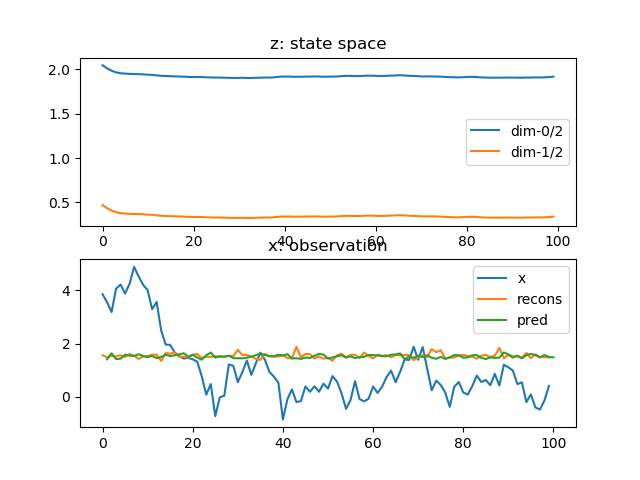 z: state space
2.0
1.5
1.0
0.5
dim-0/2
dim-1/2
0 20 40 60 80 100
x: observation
4
2
0
x
recons
pred
0 20 40 60 80 100